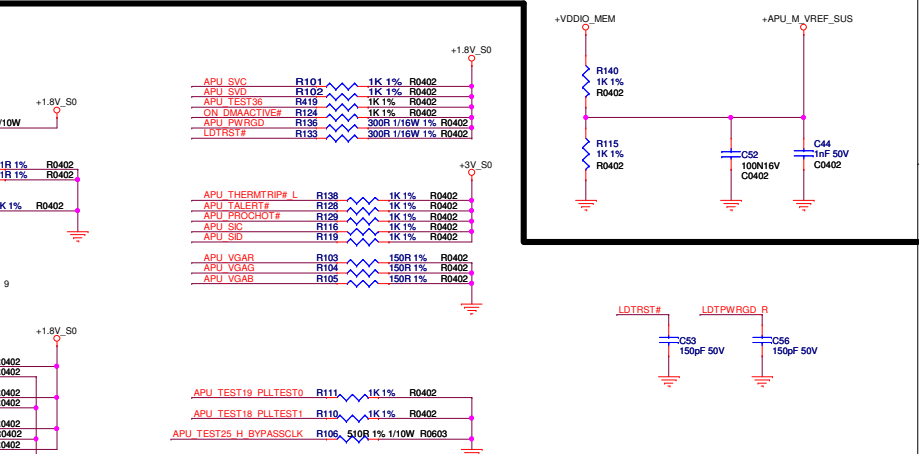 +VDDIO_MEM
+APU_M_VREF_SUS
R140
1K 1%
R0402
R115
1K 1%
R0402
C52
100N16V
C0402
C44
1nF 50V
C0402
+1.8V_S0
APU_SVC R101 1K 1% R0402
APU_SVD R102 1K 1% R0402
APU_TEST36 R419 1K 1% R0402
ON_DMAACTIVE# R124 1K 1% R0402
APU_PWRGD R136 300R 1/16W 1% R0402
LDTRST# R133 300R 1/16W 1% R0402
+1.8V_S0
/10W
1R 1% R0402
1R 1% R0402
K 1% R0402
+3V_S0
APU_THERMTRIP#_L R138 1K 1% R0402
APU_TALERT# R128 1K 1% R0402
APU_PROCHOT# R129 1K 1% R0402
APU_SIC R116 1K 1% R0402
APU_SID R119 1K 1% R0402
APU_VGAR R103 150R 1% R0402
APU_VGAG R104 150R 1% R0402
APU_VGAB R105 150R 1% R0402
9
+1.8V_S0
0402
0402
0402
0402
0402
0402
0402
LDTRST#
LDTPWRGD_R
C53
150pF 50V
C56
150pF 50V
APU_TEST19_PLLTEST0 R111 1K 1% R0402
APU_TEST18_PLLTEST1 R110 1K 1% R0402
APU_TEST25_H_BYPASSCLK R106 510R 1% 1/10W R0603